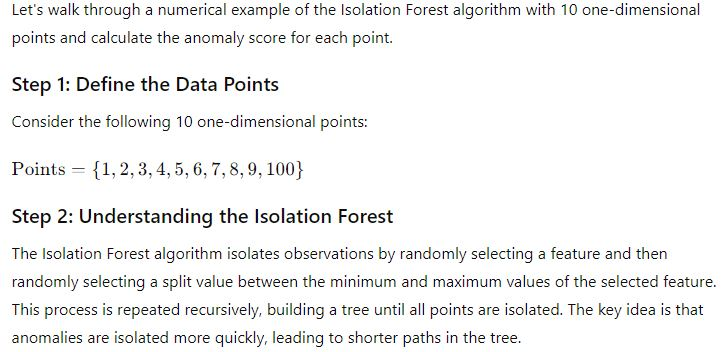 Let's walk through a numerical example of the Isolation Forest algorithm with 10 one-dimensional
points and calculate the anomaly score for each point.
Step 1: Define the Data Points
Consider the following 10 one-dimensional points:
Points = {1, 2, 3, 4, 5, 6, 7, 8, 9, 100}
Step 2: Understanding the Isolation Forest
The Isolation Forest algorithm isolates observations by randomly selecting a feature and then
randomly selecting a split value between the minimum and maximum values of the selected feature.
This process is repeated recursively, building a tree until all points are isolated. The key idea is that
anomalies are isolated more quickly, leading to shorter paths in the tree.